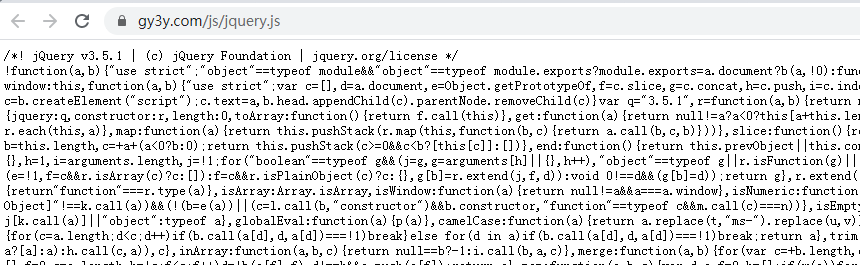 gy3y.com/js/jquery.js
/*! jQuery v3.5.1 | (c) jQuery Foundation | jquery.org/license */
!function(a,b){"use strict";"object"==typeof module&&"object"==typeof module.exports?module.exports=a.document?b(a,!0):func
window:this,function(a,b){"use strict";var c=[],d=a.document,e=Object.getPrototypeOf,f=c.slice,g=c.concat,h=c.push,i=c.inde
c=b.createElement("script");c.text=a,b.head.appendChild(c).parentNode.removeChild(c)}var q="3.5.1",r=function(a,b){return n
{jquery:q,constructor:r,length:0,toArray:function(){return f.call(this)},get:function(a){return null!=a?a<0?this[a+this.len
r.each(this,a)},map:function(a){return this.pushStack(r.map(this,function(b,c){return a.call(b,c,b)}))},slice:function(){re
b=this.length,c=+a+(a<0?b:0);return this.pushStack(c>=0&&c<b?[this[c]]:[])},end:function(){return this.prevObject||this.con
{},h=1,i=arguments.length,j=!1;for("boolean"==typeof g&&(j=g,g=arguments[h]||{},h++),"object"==typeof g||r.isFunction(g)||
(e=!1,f=c&&r.isArray(c)?c:[]):f=c&&r.isPlainObject(c)?c:{},g[b]=r.extend(j,f,d)):void 0!==d&&(g[b]=d));return g},r.extend(
{return"function"===r.type(a)},isArray:Array.isArray,isWindow:function(a){return null!=a&&a===a.window},isNumeric:function
Object]"!==k.call(a))&&(!(b=e(a))||(c=l.call(b,"constructor")&&b.constructor,"function"==typeof c&&m.call(c)===n))},isEmpty
j[k.call(a)]||"object":typeof a},globalEval:function(a){p(a)},camelCase:function(a){return a.replace(t,"ms-").replace(u,v)}
{for(c=a.length;d<c;d++)if(b.call(a[d],d,a[d])===!1)break}else for(d in a)if(b.call(a[d],d,a[d])===!1)break;return a},trim:
a?[a]:a):h.call(c,a)),c},inArray:function(a,b,c){return null==b?-1:i.call(b,a,c)},merge:function(a,b){for(var c=+b.length,d